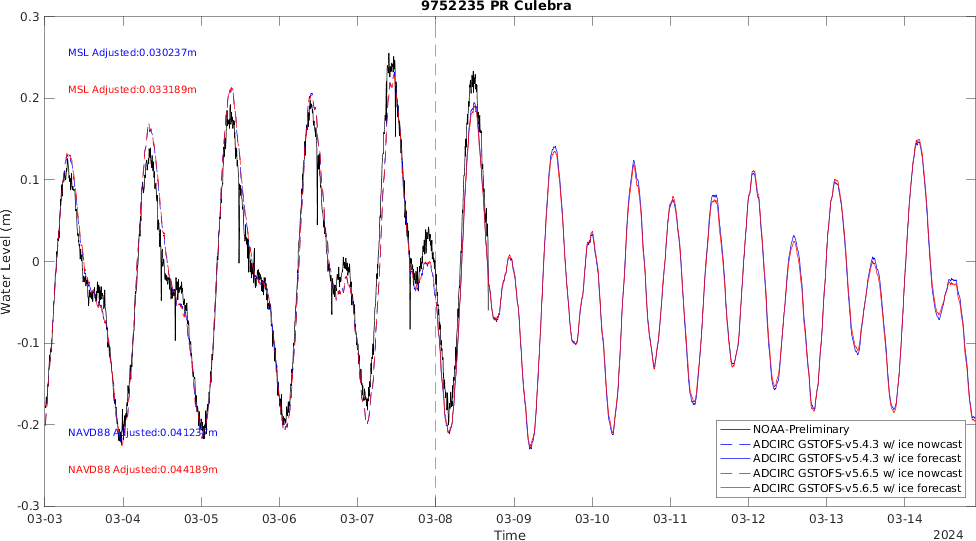 9752235 PR Culebra
0.3
0.2
0.1
0
-0.1
-0.2
-0.3
Water Level (m)
MSL Adjusted:0.030237m
MSL Adjusted:0.033189m
NAVD88 Adjusted:0.041237m
NAVD88 Adjusted:0.044189m
NOAA-Preliminary
ADCIRC GSTOFS-v5.4.3 w/ ice nowcast
ADCIRC GSTOFS-v5.4.3 w/ ice forecast
ADCIRC GSTOFS-v5.6.5 w/ ice nowcast
ADCIRC GSTOFS-v5.6.5 w/ ice forecast
03-03 03-04 03-05 03-06 03-07 03-08 03-09 03-10 03-11 03-12 03-13 03-14
Time
2024